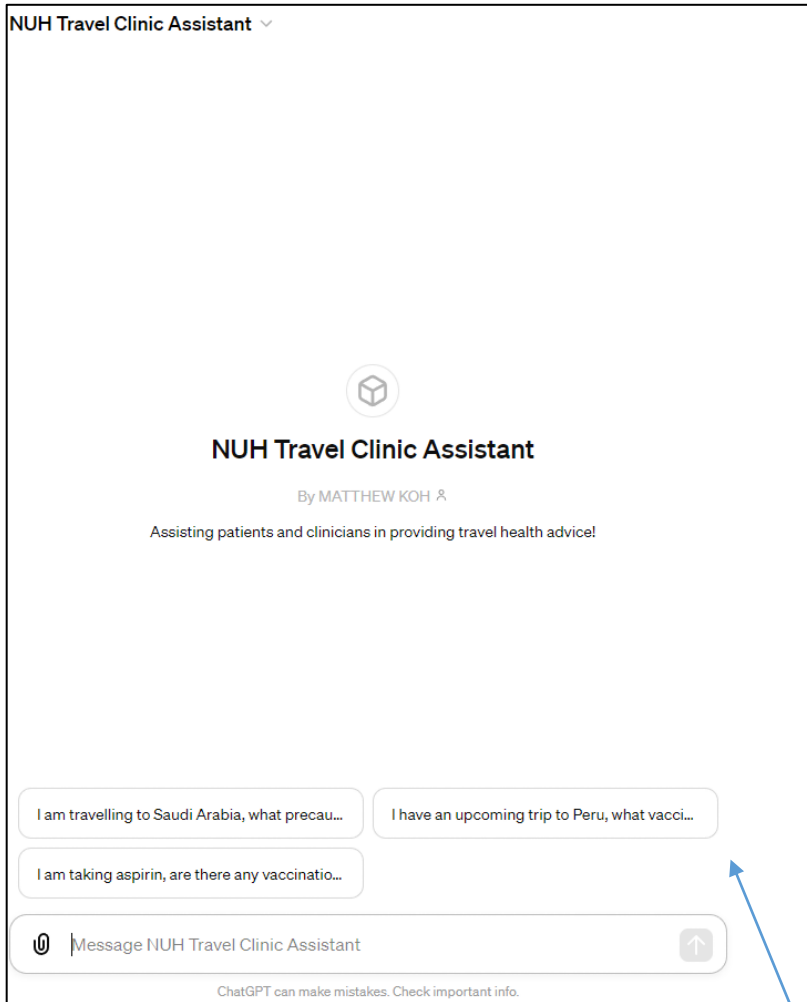 NUH Travel Clinic Assistant
NUH Travel Clinic Assistant
By MATTHEW KOH
Assisting patients and clinicians in providing travel health advice!
I am travelling to Saudi Arabia, what precau...
I have an upcoming trip to Peru, what vacci...
I am taking aspirin, are there any vaccinatio...
Message NUH Travel Clinic Assistant
ChatGPT can make mistakes. Check important info.